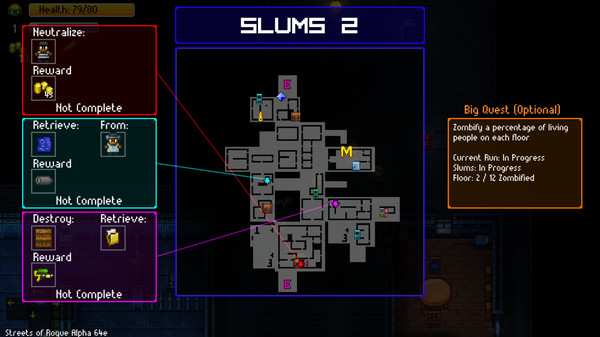 Health: 79/80
1
SLUMS 2
Neutralize:
Reward
45
Not Complete
Retrieve: From:
Reward
Not Complete
Destroy: Retrieve:
Reward
Not Complete
E
M
E
Big Quest (Optional)
Zombify a percentage of living
people on each floor
Current Run: In Progress
Slums: In Progress
Floor: 2 / 12 Zombified
Streets of Rogue Alpha 64e